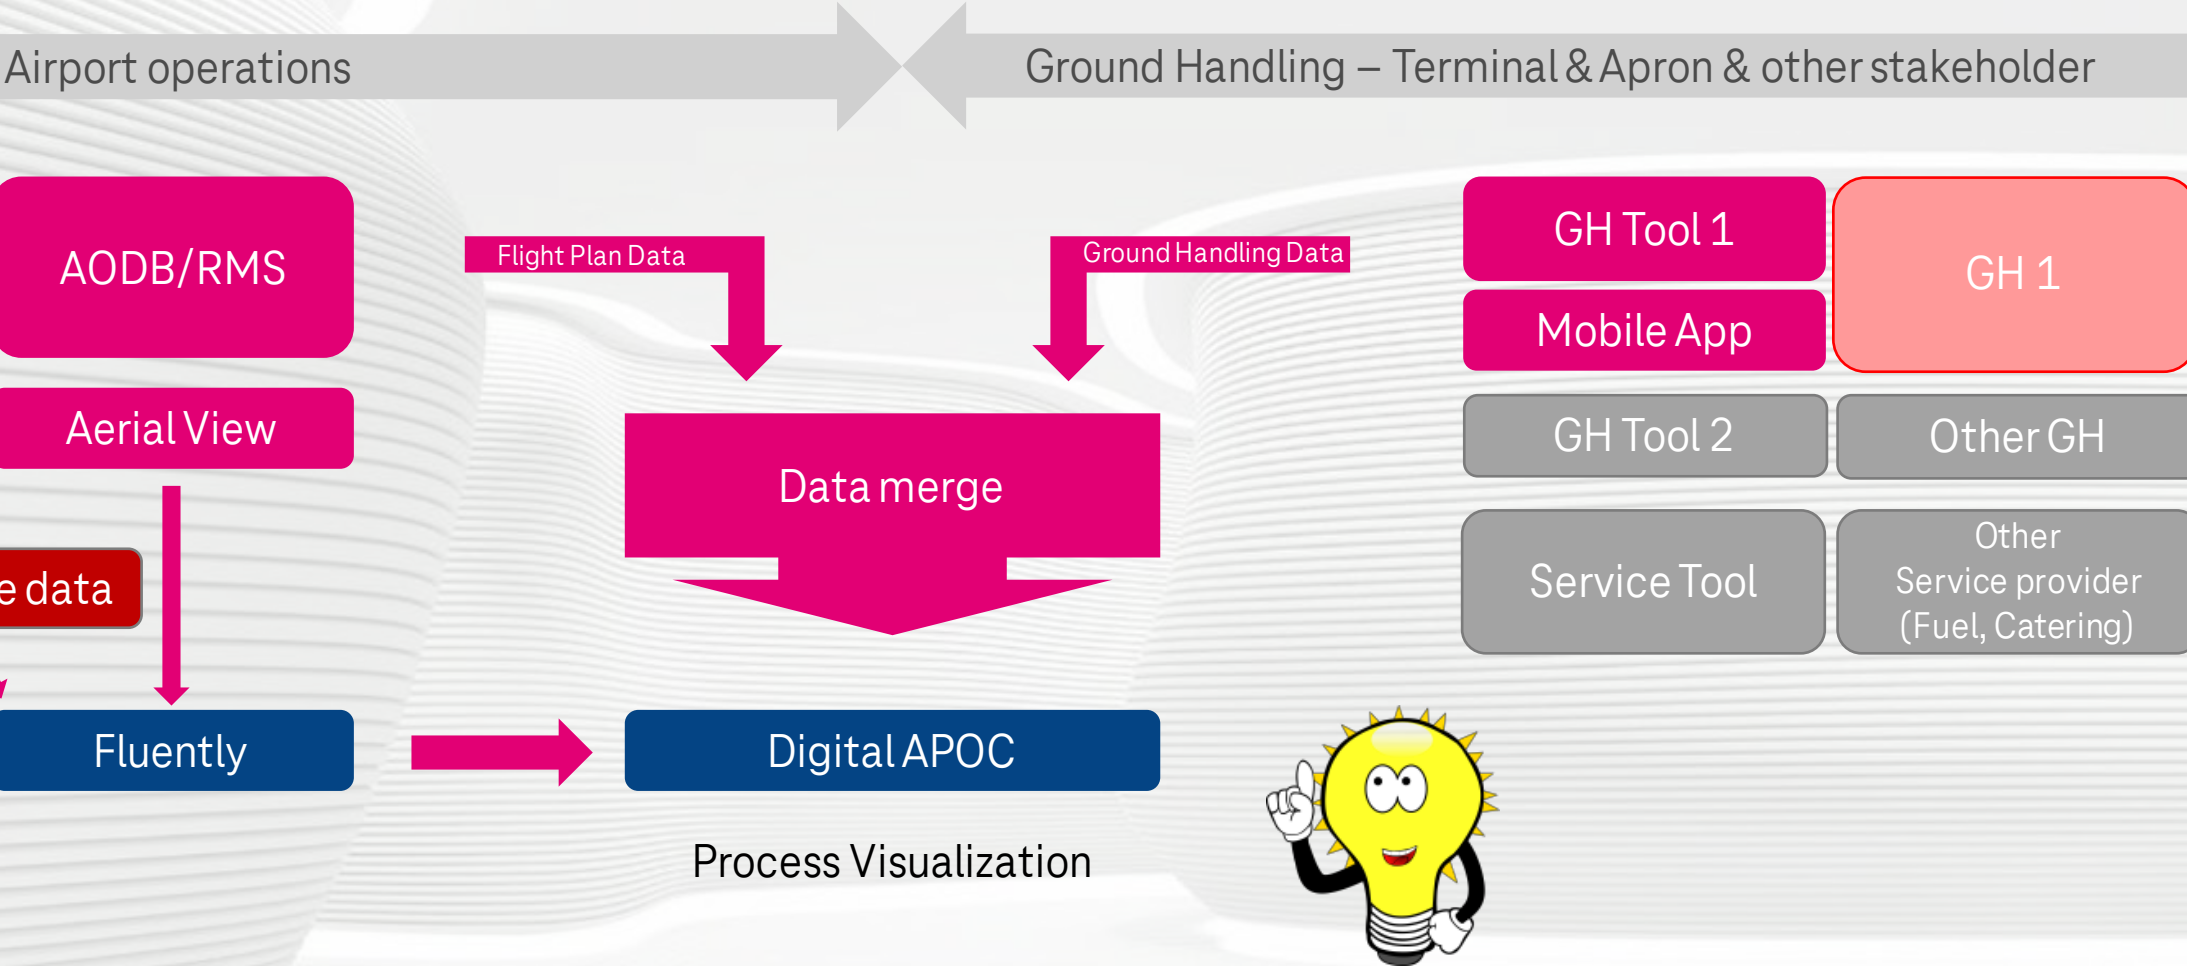 Airport operations
Ground Handling – Terminal & Apron & other stakeholder
AODB/RMS
Aerial View
e data
Fluently
Flight Plan Data
Ground Handling Data
Data merge
Digital APOC
Process Visualization
GH Tool 1
GH 1
Mobile App
GH Tool 2
Other GH
Service Tool
Other
Service provider
(Fuel, Catering)